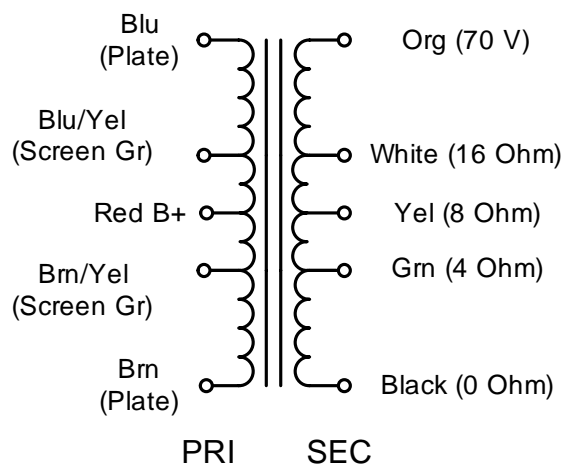 Blu
(Plate)
Org (70 V)
Blu/Yel
(Screen Gr)
White (16 Ohm)
Red B+
Yel (8 Ohm)
Brn/Yel
(Screen Gr)
Grn (4 Ohm)
Brn
(Plate)
Black (0 Ohm)
PRI
SEC